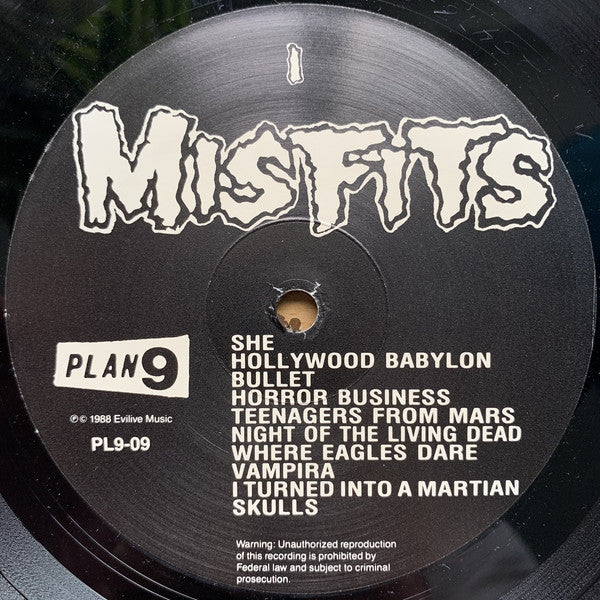 I
MISFITS
SHE
HOLLYWOOD BABYLON
BULLET
HORROR BUSINESS
TEENAGERS FROM MARS
NIGHT OF THE LIVING DEAD
WHERE EAGLES DARE
VAMPIRA
I TURNED INTO A MARTIAN
SKULLS
PLAN 9
℗© 1988 Evilive Music
PL9-09
Warning: Unauthorized reproduction
of this recording is prohibited by
Federal law and subject to criminal
prosecution.